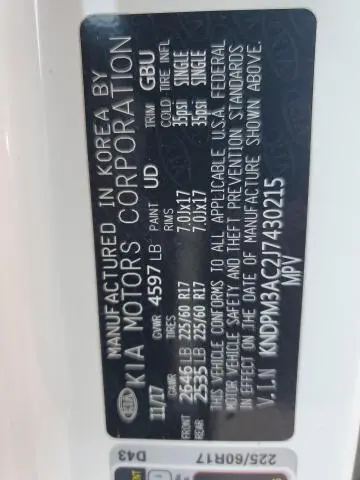 MANUFACTURED IN KOREA BY
KIA KIA MOTORS CORPORATION
11/17 GVWR 4597 LB PAINT UD TRIM GBU
GAWR TIRES RIMS COLD TIRE INFL
FRONT 2646 LB 225/60 R17 7.0JX17 35psi SINGLE
REAR 2535 LB 225/60 R17 7.0JX17 35psi SINGLE
THIS VEHICLE CONFORMS TO ALL APPLICABLE U.S.A. FEDERAL
MOTOR VEHICLE SAFETY AND THEFT PREVENTION STANDARDS
IN EFFECT ON THE DATE OF MANUFACTURE SHOWN ABOVE.
V.I.N KNDPM3AC2J7430215
MPV
D43 225/60R17